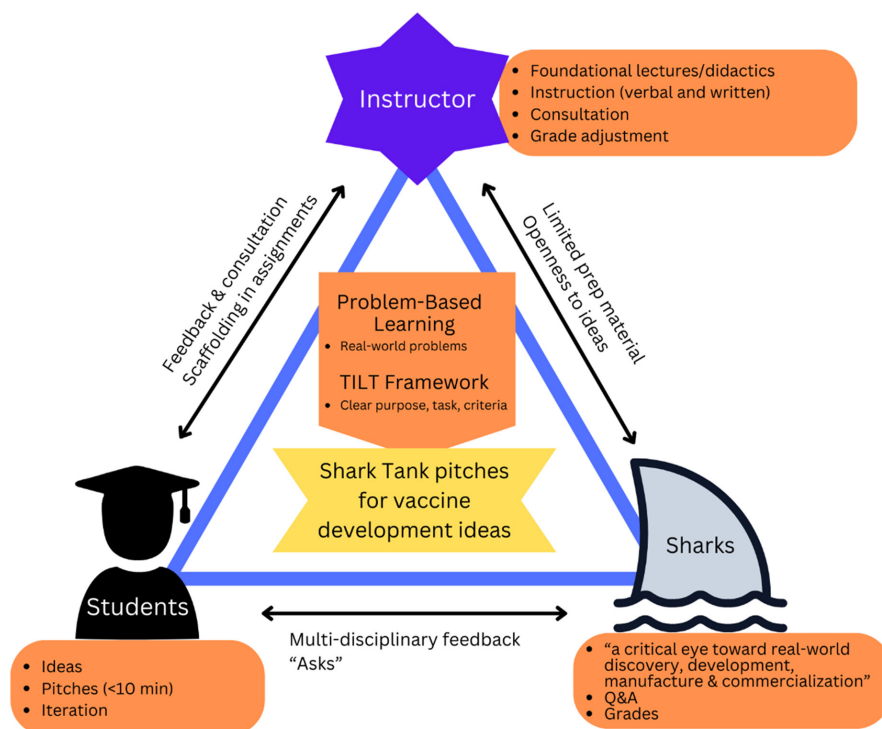 Instructor
• Foundational lectures/didactics
• Instruction (verbal and written)
• Consultation
• Grade adjustment
Feedback & consultation
Scaffolding in assignments
Limited prep material
Openness to ideas
Problem-Based
Learning
• Real-world problems
TILT Framework
• Clear purpose, task, criteria
Shark Tank pitches
for vaccine
development ideas
Students
• Ideas
• Pitches (<10 min)
• Iteration
Multi-disciplinary feedback
“Asks”
Sharks
• “a critical eye toward real-world
discovery, development,
manufacture & commercialization”
• Q&A
• Grades